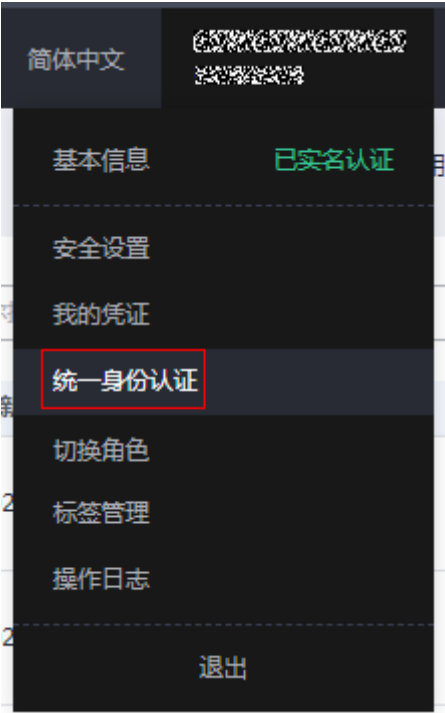 简体中文
基本信息 已实名认证
安全设置
我的凭证
统一身份认证
切换角色
标签管理
操作日志
退出